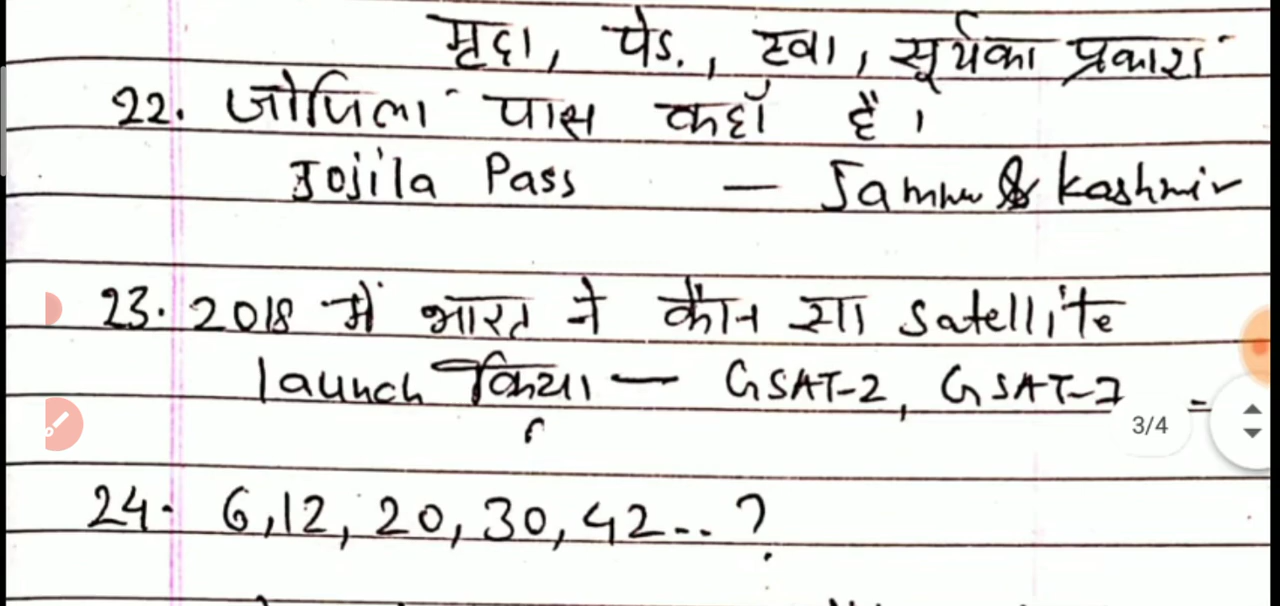 मृदा, पेड., हवा, सूर्यका प्रकाश
22. जोजिला पास कहाँ है।
Jojila Pass — Jammu & kashmir
23. 2018 में भारत ने कौन सा satellite
launch किया — GSAT-2, GSAT-7 =
3/4
24. 6,12, 20, 30, 42.. ?